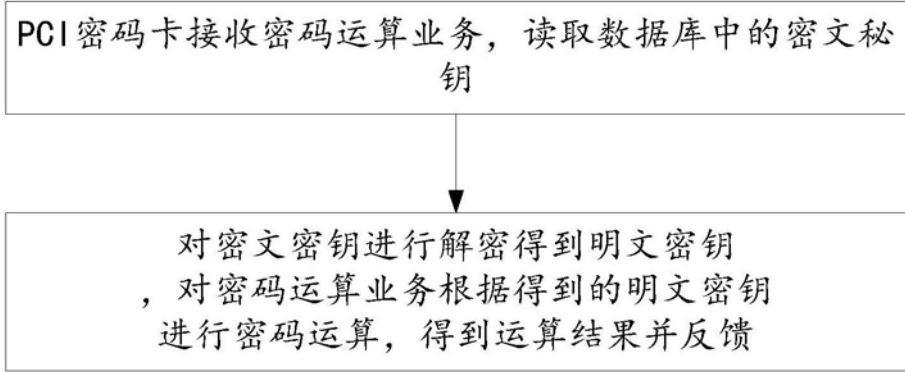 PCI密码卡接收密码运算业务，读取数据库中的密文秘
钥
对密文密钥进行解密得到明文密钥
，对密码运算业务根据得到的明文密钥
进行密码运算，得到运算结果并反馈